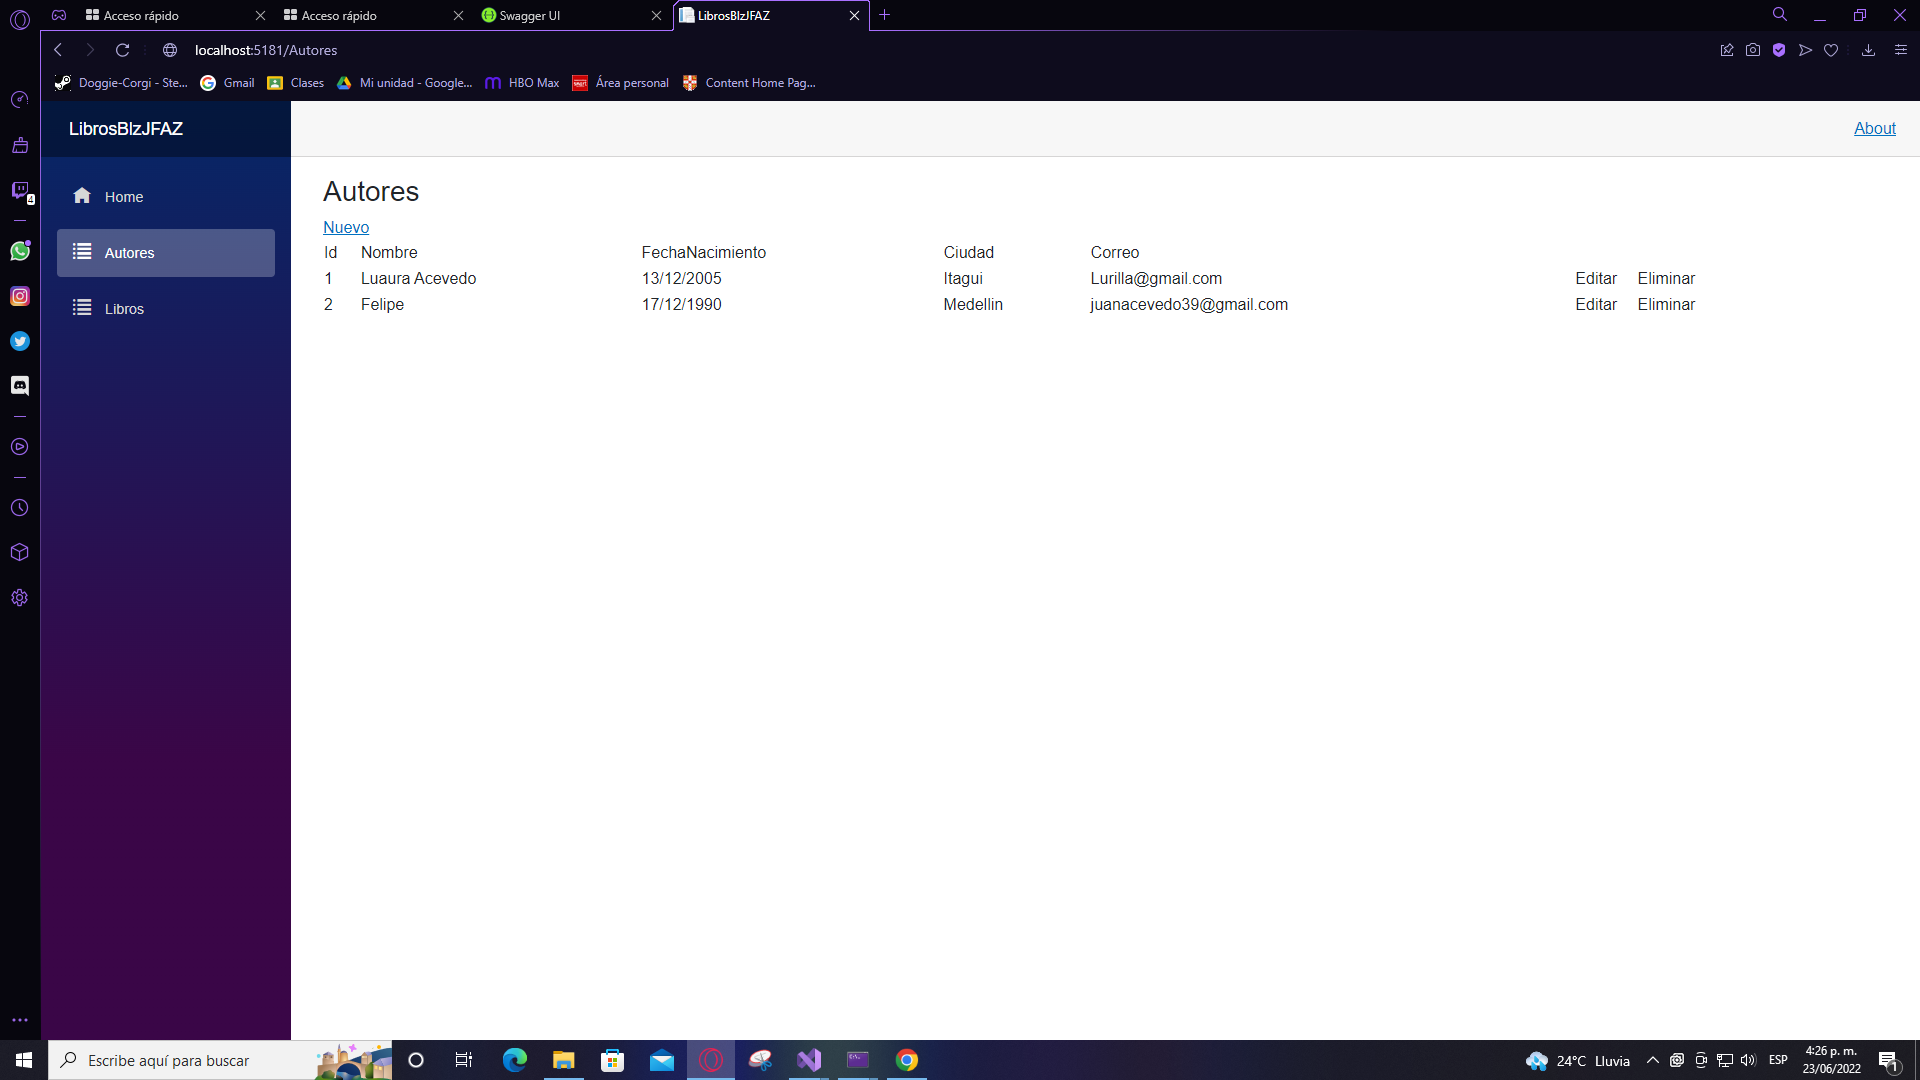 Acceso rápido
Acceso rápido
Swagger UI
LibrosBlzJFAZ
localhost:5181/Autores
Doggie-Corgi - Ste...
Gmail
Clases
Mi unidad - Google...
HBO Max
Área personal
Content Home Pag...
4
LibrosBlzJFAZ
About
Home
Autores
Libros
Autores
Nuevo
Id Nombre FechaNacimiento Ciudad Correo
1 Luaura Acevedo 13/12/2005 Itagui Lurilla@gmail.com Editar Eliminar
2 Felipe 17/12/1990 Medellin juanacevedo39@gmail.com Editar Eliminar
Escribe aquí para buscar
24°C Lluvia
ESP
4:26 p. m.
23/06/2022
1